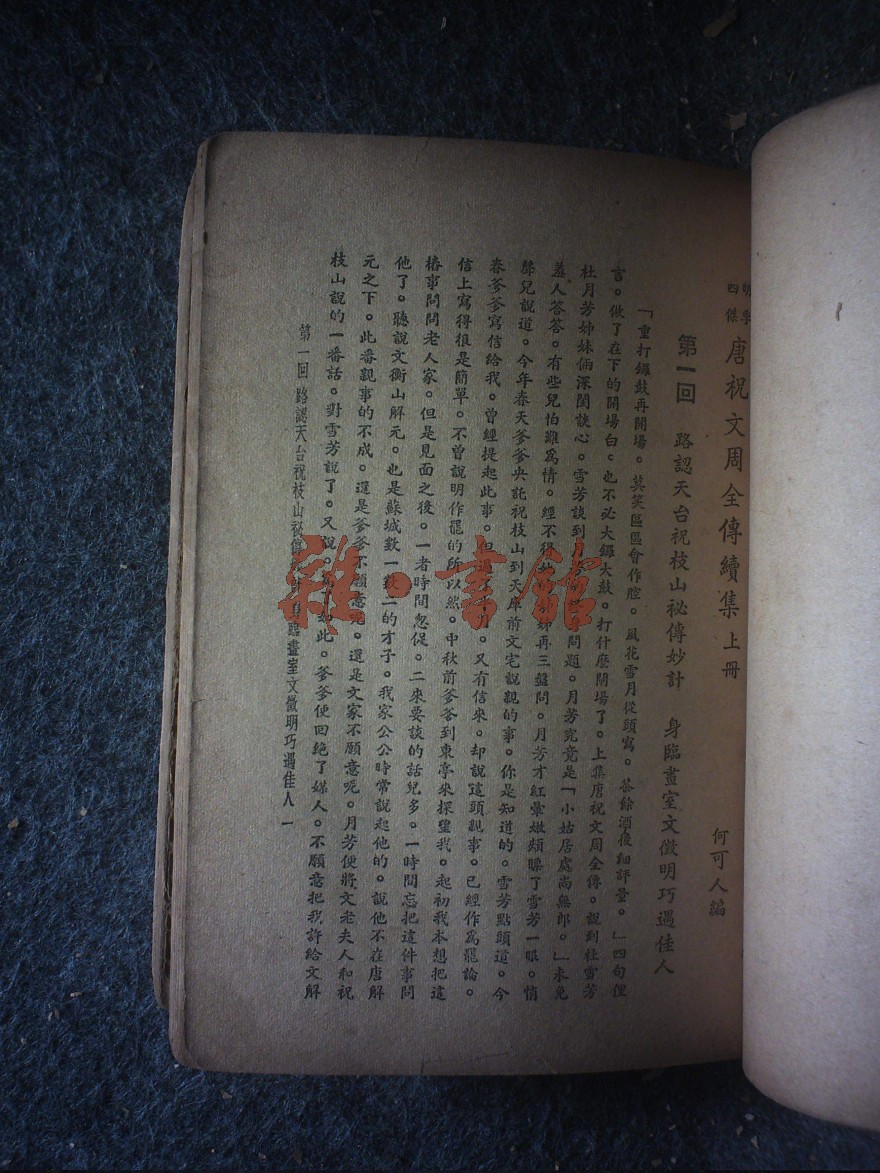 明季四傑 唐祝文周全傳續集 上冊
何可人編
第一回 路認天台祝枝山祕傳妙計 身臨畫室文徵明巧遇佳人
「重打鑼鼓再開場。莫笑區區會作腔。風花雪月從頭寫。茶餘酒後細評量。」四句俚
言。做了在下的開場白。也不必大鑼大鼓。打什麼開場了。上集唐祝文周全傳。說到杜雪芳
杜月芳姊妹倆深閨談心。雪芳談到 問題。月芳究竟是「小姑居處尚無郎。」未免
羞人答答。有些兒怕難爲情。經不得 姊再三盤問。月芳才紅暈嫩頰瞟了雪芳一眼。悄
聲兒說道。今年春天爹爹央託祝枝山到天庫前文宅說親的事。你是知道的。雪芳點頭道。今
春爹爹寫信給我。曾經提起此事。但過 又有信來。却說這頭親事。已經作爲罷論。
信上寫得很是簡單。不曾說明作罷的所以然。中秋前爹爹到東亭來探望我。起初我本想把這
樁事問問老人家。但是見面之後。一者時間怱促。二來要談的話兒多。一時間忘把這件事問
他了。聽說文衡山解元。也是蘇城數一數二的才子。我家公公時常說起他的。說他不在唐解
元之下。此番親事的不成。還是爹爹不願意呢。還是文家不願意呢。月芳便將文老夫人和祝
枝山說的一番話。對雪芳說了。又說。爲了如此。爹爹便回絕了媒人。不願意把我許給文解
第一回 路認天台祝枝山祕傳 臨畫室文徵明巧遇佳人 一
雜·書館